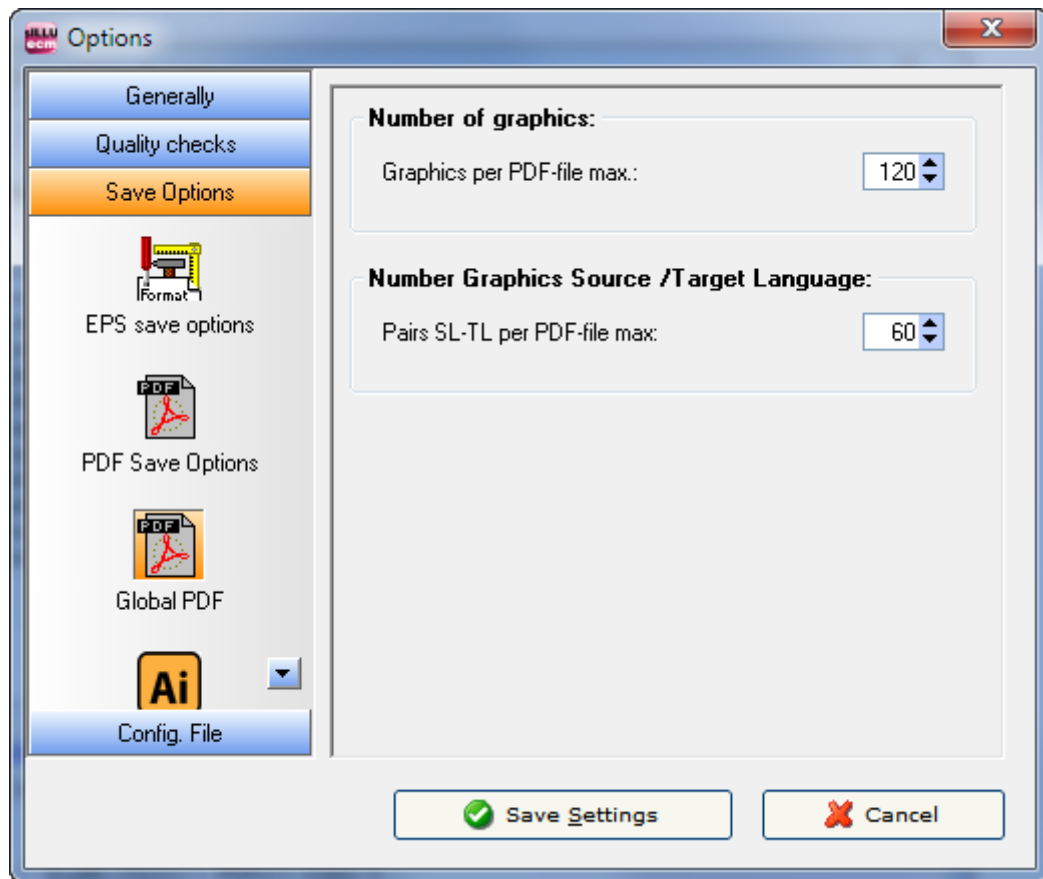 Options
Generally
Quality checks
Save Options
Format
EPS save options
PDF
PDF Save Options
PDF
Global PDF
Ai
Config. File
Number of graphics:
Graphics per PDF-file max.: 120
Number Graphics Source /Target Language:
Pairs SL-TL per PDF-file max: 60
Save Settings
Cancel